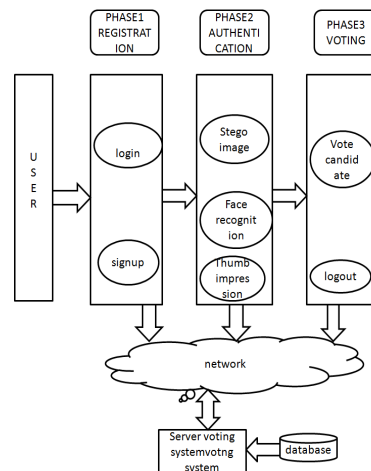 PHASE1
REGISTRAT
ION
PHASE2
AUTHENTI
CATION
PHASE3
VOTING
U
S
E
R
login
signup
Stego
image
Face
recognit
ion
Thumb
impres
sion
Vote
candid
ate
logout
network
Server voting
systemvotng
system
database